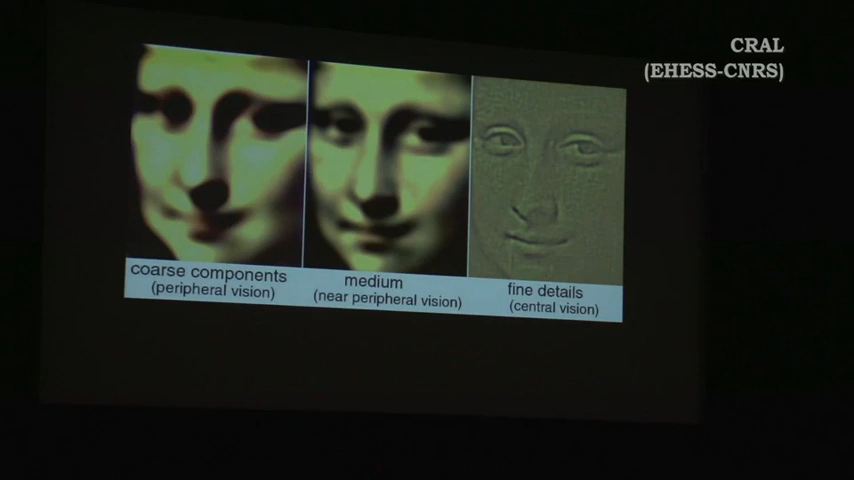 CRAL
(EHESS-CNRS)
coarse components
(peripheral vision)
medium
(near peripheral vision)
fine details
(central vision)